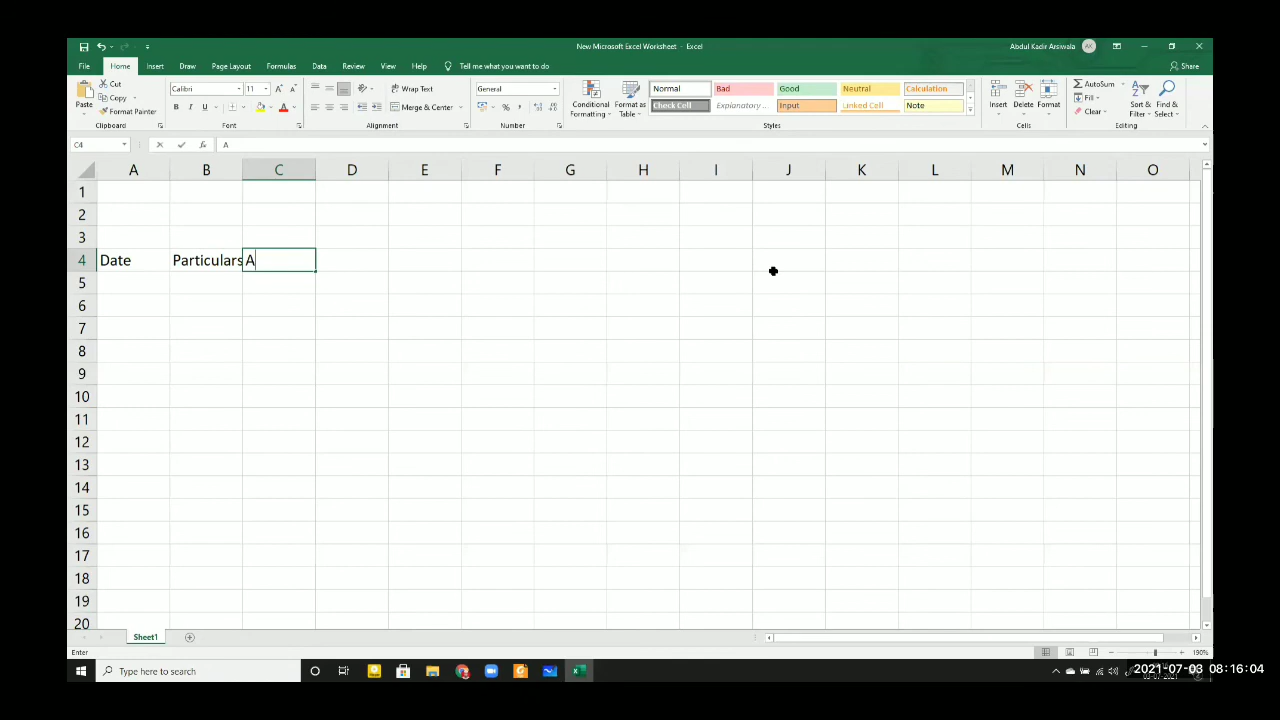 New Microsoft Excel Worksheet - Excel
Abdul Kadir Arsiwala AK
File Home Insert Draw Page Layout Formulas Data Review View Help Tell me what you want to do Share
Paste
Cut
Copy
Format Painter
Clipboard
Calibri 11
B I U
Font
Wrap Text
Merge & Center
Alignment
General
Number
Conditional Formatting
Format as Table
Normal Bad Good Neutral Calculation
Check Cell Explanatory ... Input Linked Cell Note
Styles
Insert Delete Format
Cells
AutoSum
Fill
Clear
Sort & Filter
Find & Select
Editing
C4 fx A
A B C D E F G H I J K L M N O
1
2
3
4 Date Particulars A
5
6
7
8
9
10
11
12
13
14
15
16
17
18
19
20
Sheet1
Enter 190%
Type here to search
2021-07-03 08:16:04